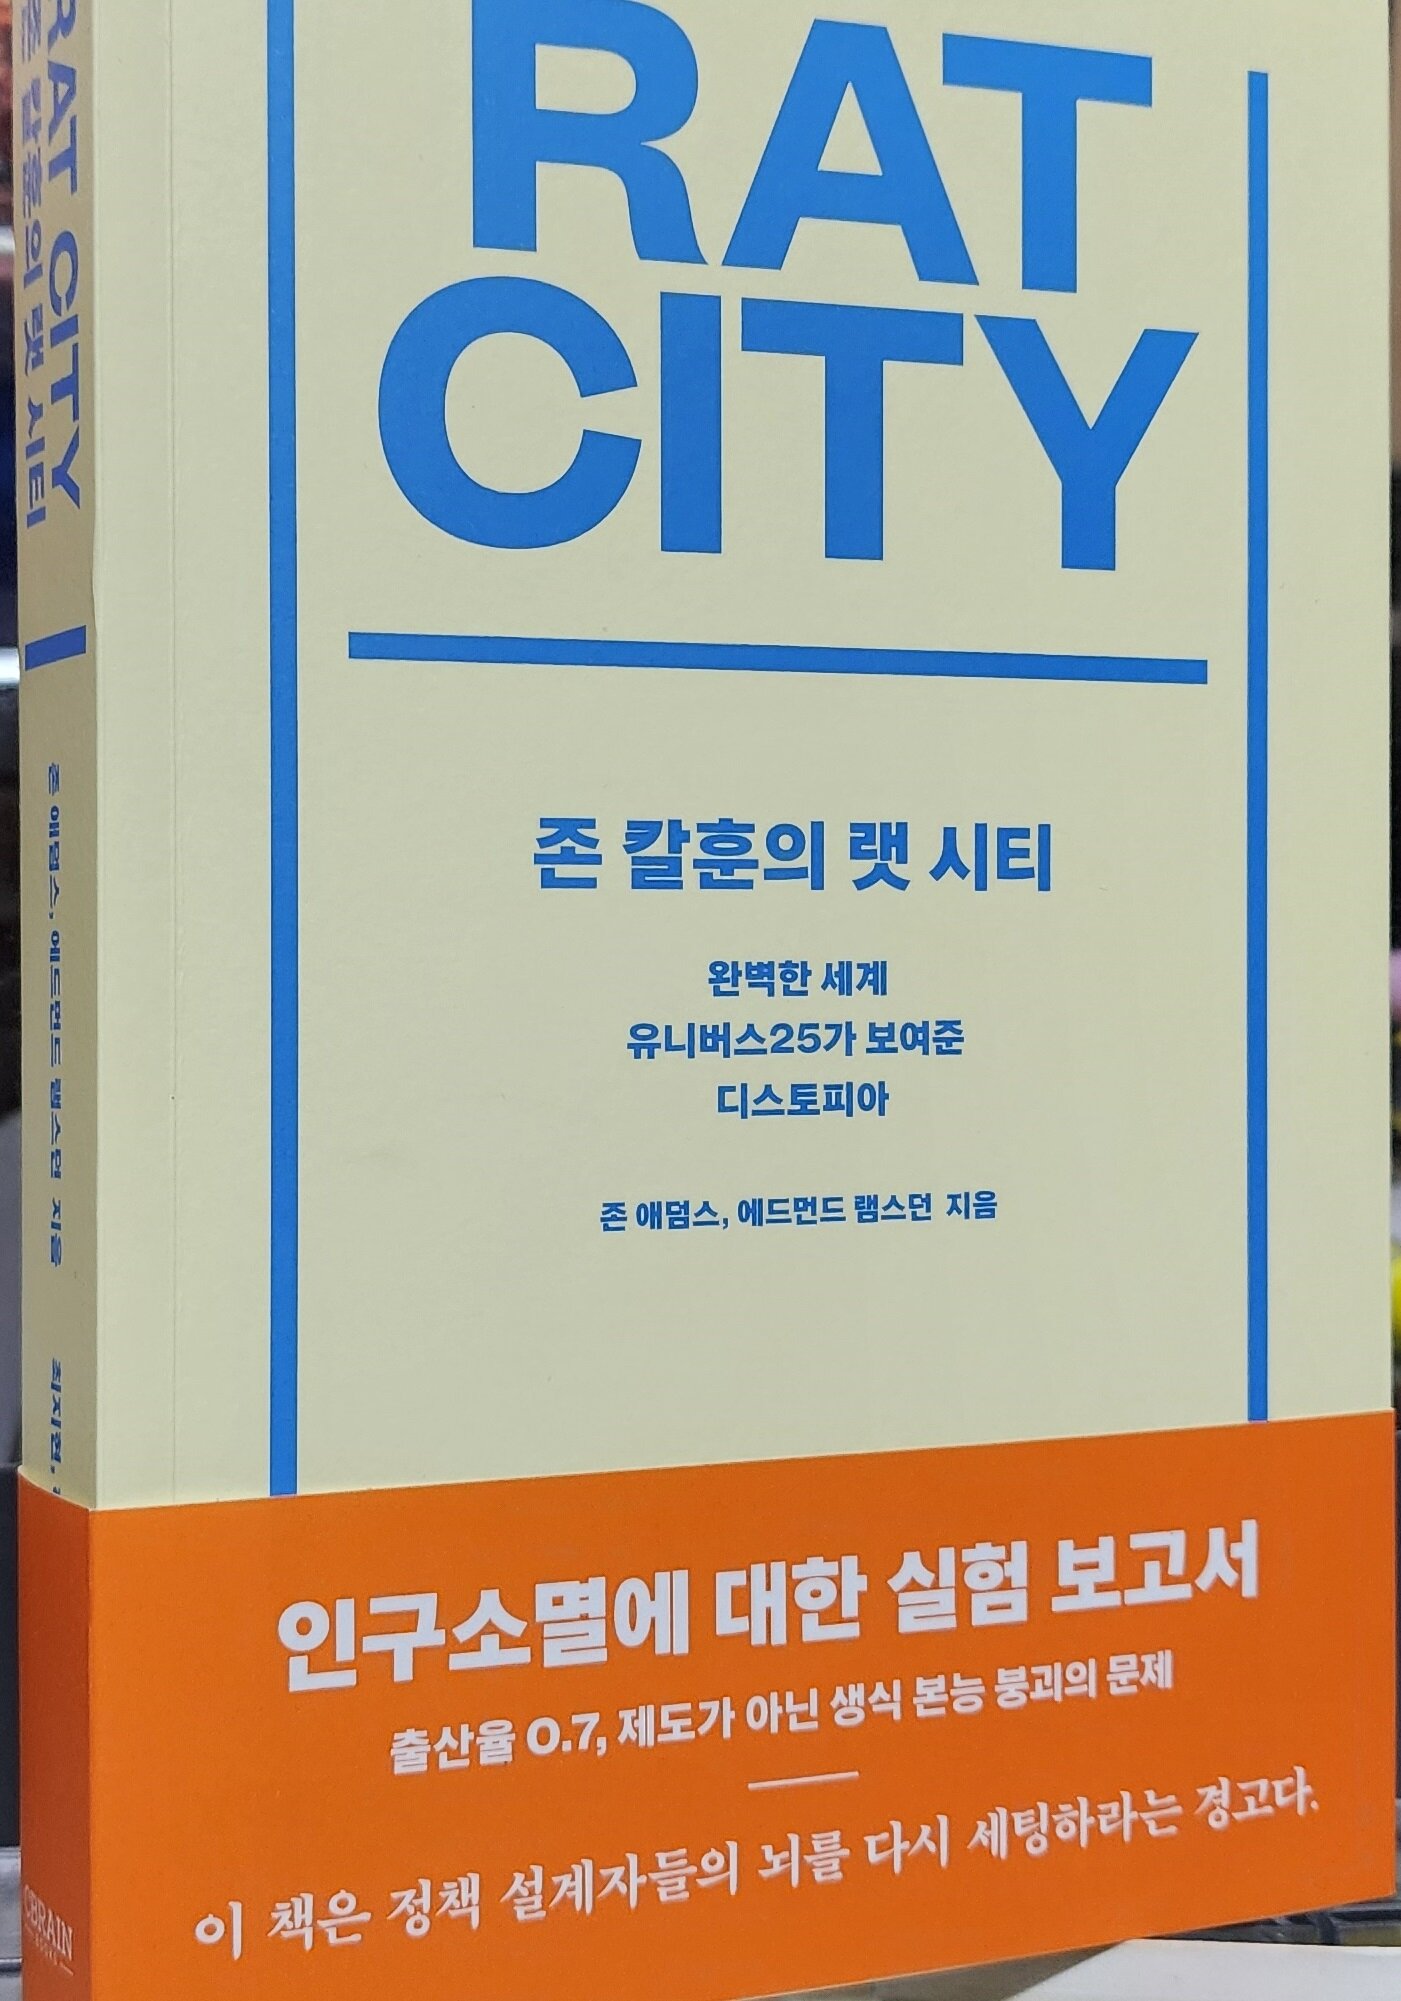 RAT CITY
존 칼훈의 랫 시티
존 애덤스, 에드먼드 램스던 지음
최지현,
RAT
CITY
존 칼훈의 랫 시티
완벽한 세계
유니버스25가 보여준
디스토피아
존 애덤스, 에드먼드 램스던 지음
인구소멸에 대한 실험 보고서
출산율 0.7, 제도가 아닌 생식 본능 붕괴의 문제
이 책은 정책 설계자들의 뇌를 다시 세팅하라는 경고다.
CBRAIN
BOOKS